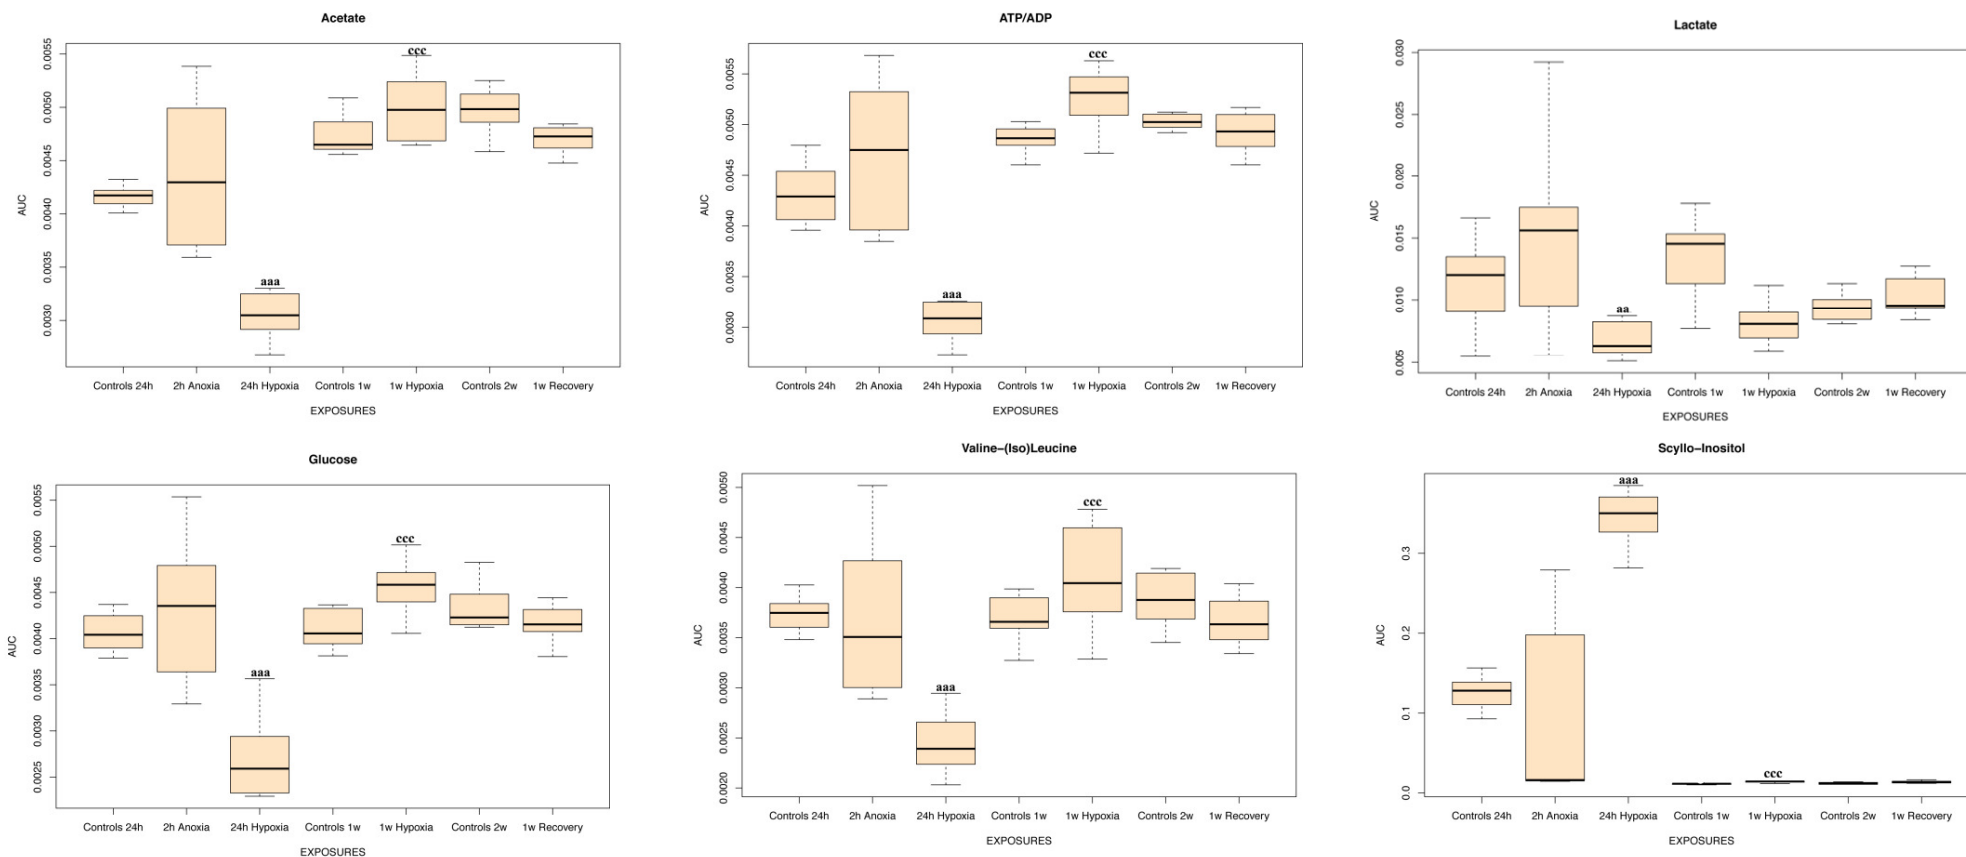 Acetate
0.0055
0.0050
0.0045
0.0040
0.0035
0.0030
AUC
aaa
ccc
Controls 24h 2h Anoxia 24h Hypoxia Controls 1w 1w Hypoxia Controls 2w 1w Recovery
EXPOSURES
ATP/ADP
0.0055
0.0050
0.0045
0.0040
0.0035
0.0030
AUC
aaa
ccc
Controls 24h 2h Anoxia 24h Hypoxia Controls 1w 1w Hypoxia Controls 2w 1w Recovery
EXPOSURES
Lactate
0.030
0.025
0.020
0.015
0.010
0.005
AUC
aa
Controls 24h 2h Anoxia 24h Hypoxia Controls 1w 1w Hypoxia Controls 2w 1w Recovery
EXPOSURES
Glucose
0.0055
0.0050
0.0045
0.0040
0.0035
0.0030
0.0025
AUC
aaa
ccc
Controls 24h 2h Anoxia 24h Hypoxia Controls 1w 1w Hypoxia Controls 2w 1w Recovery
EXPOSURES
Valine-(Iso)Leucine
0.0050
0.0045
0.0040
0.0035
0.0030
0.0025
0.0020
AUC
aaa
ccc
Controls 24h 2h Anoxia 24h Hypoxia Controls 1w 1w Hypoxia Controls 2w 1w Recovery
EXPOSURES
Scyllo-Inositol
0.3
0.2
0.1
0.0
AUC
aaa
ccc
Controls 24h 2h Anoxia 24h Hypoxia Controls 1w 1w Hypoxia Controls 2w 1w Recovery
EXPOSURES